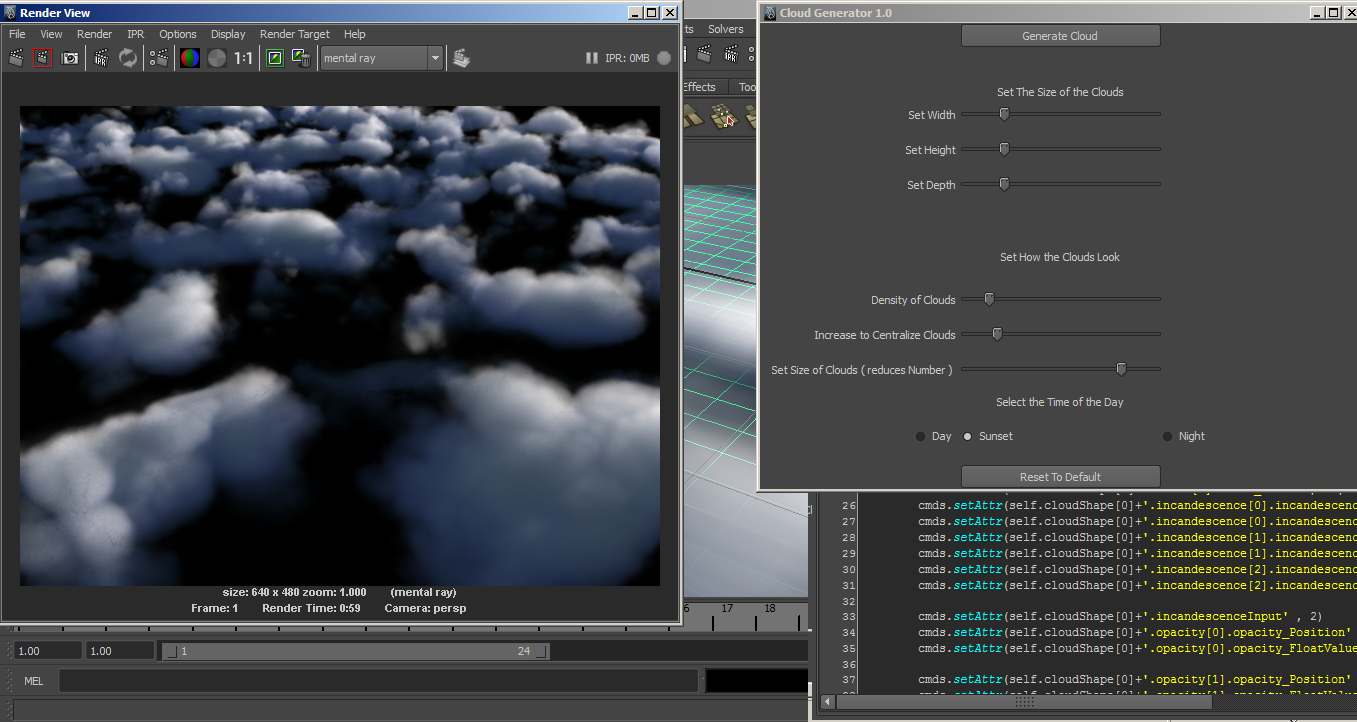 Render View
File View Render IPR Options Display Render Target Help
1:1 mental ray IPR: 0MB
size: 640 x 480 zoom: 1.000 (mental ray)
Frame: 1 Render Time: 0:59 Camera: persp
ts Solvers
Effects Too
17 18
1.00 1.00 1 24
MEL
Cloud Generator 1.0
Generate Cloud
Set The Size of the Clouds
Set Width
Set Height
Set Depth
Set How the Clouds Look
Density of Clouds
Increase to Centralize Clouds
Set Size of Clouds ( reduces Number )
Select the Time of the Day
Day Sunset Night
Reset To Default
26 cmds.setAttr(self.cloudShape[0]+'.incandescence[0].incandescenc
27 cmds.setAttr(self.cloudShape[0]+'.incandescence[0].incandescenc
28 cmds.setAttr(self.cloudShape[0]+'.incandescence[1].incandescenc
29 cmds.setAttr(self.cloudShape[0]+'.incandescence[1].incandescenc
30 cmds.setAttr(self.cloudShape[0]+'.incandescence[2].incandescenc
31 cmds.setAttr(self.cloudShape[0]+'.incandescence[2].incandescenc
32
33 cmds.setAttr(self.cloudShape[0]+'.incandescenceInput' , 2)
34 cmds.setAttr(self.cloudShape[0]+'.opacity[0].opacity_Position'
35 cmds.setAttr(self.cloudShape[0]+'.opacity[0].opacity_FloatValue
36
37 cmds.setAttr(self.cloudShape[0]+'.opacity[1].opacity_Position'